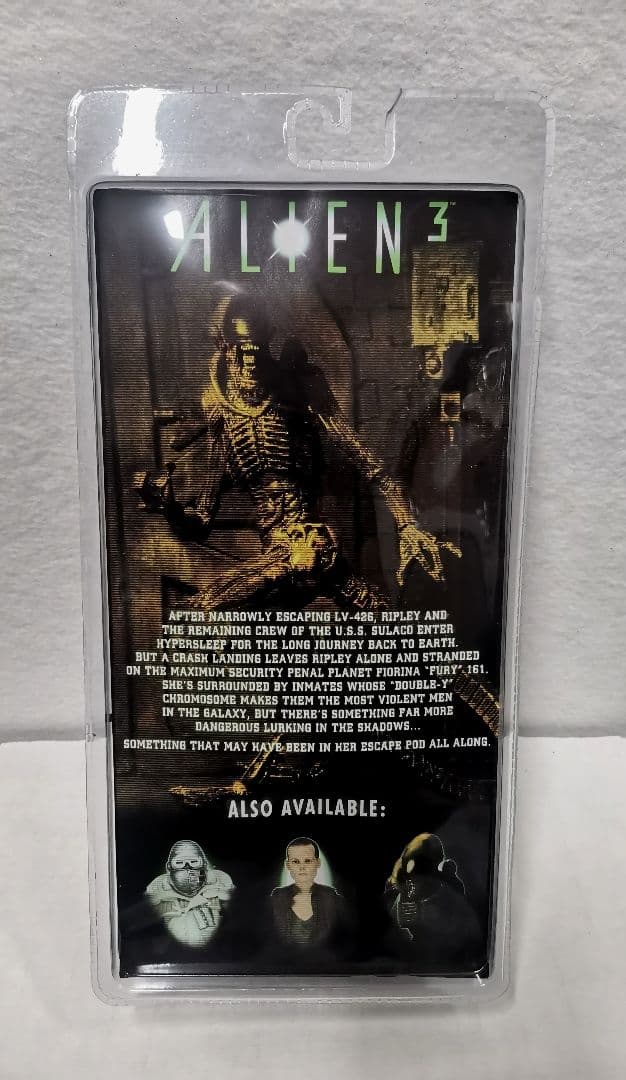 ALIEN³™
AFTER NARROWLY ESCAPING LV-426, RIPLEY AND
THE REMAINING CREW OF THE U.S.S. SULACO ENTER
HYPERSLEEP FOR THE LONG JOURNEY BACK TO EARTH.
BUT A CRASH LANDING LEAVES RIPLEY ALONE AND STRANDED
ON THE MAXIMUM SECURITY PENAL PLANET FIORINA "FURY" 161.
SHE'S SURROUNDED BY INMATES WHOSE "DOUBLE-Y"
CHROMOSOME MAKES THEM THE MOST VIOLENT MEN
IN THE GALAXY, BUT THERE'S SOMETHING FAR MORE
DANGEROUS LURKING IN THE SHADOWS...
SOMETHING THAT MAY HAVE BEEN IN HER ESCAPE POD ALL ALONG.
ALSO AVAILABLE: